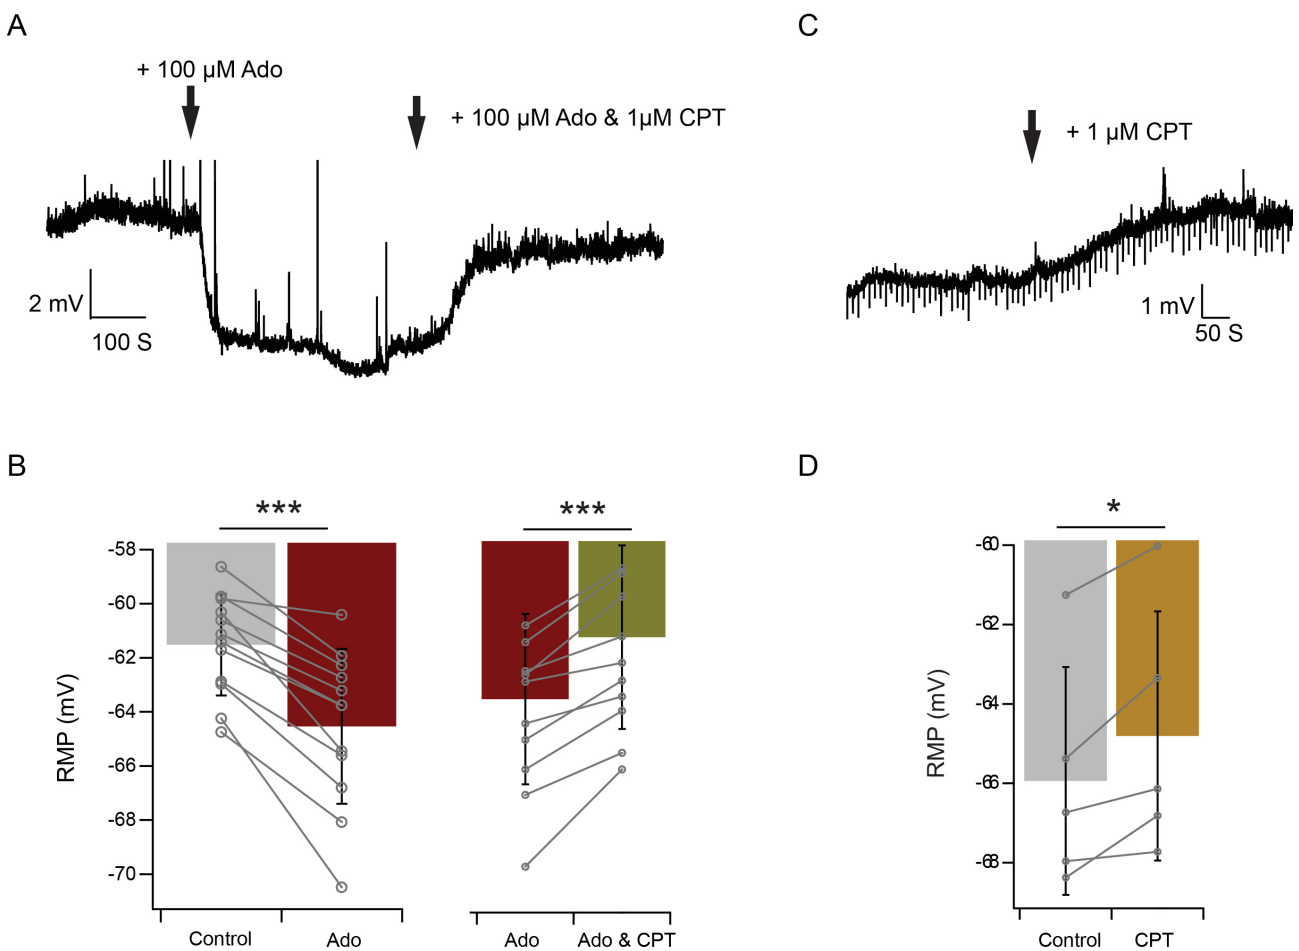 A
+ 100 µM Ado
+ 100 µM Ado & 1µM CPT
2 mV
100 S
C
+ 1 µM CPT
1 mV
50 S
B
***
***
-58
-60
-62
-64
-66
-68
-70
RMP (mV)
Control
Ado
Ado
Ado & CPT
D
*
-60
-62
-64
-66
-68
RMP (mV)
Control
CPT